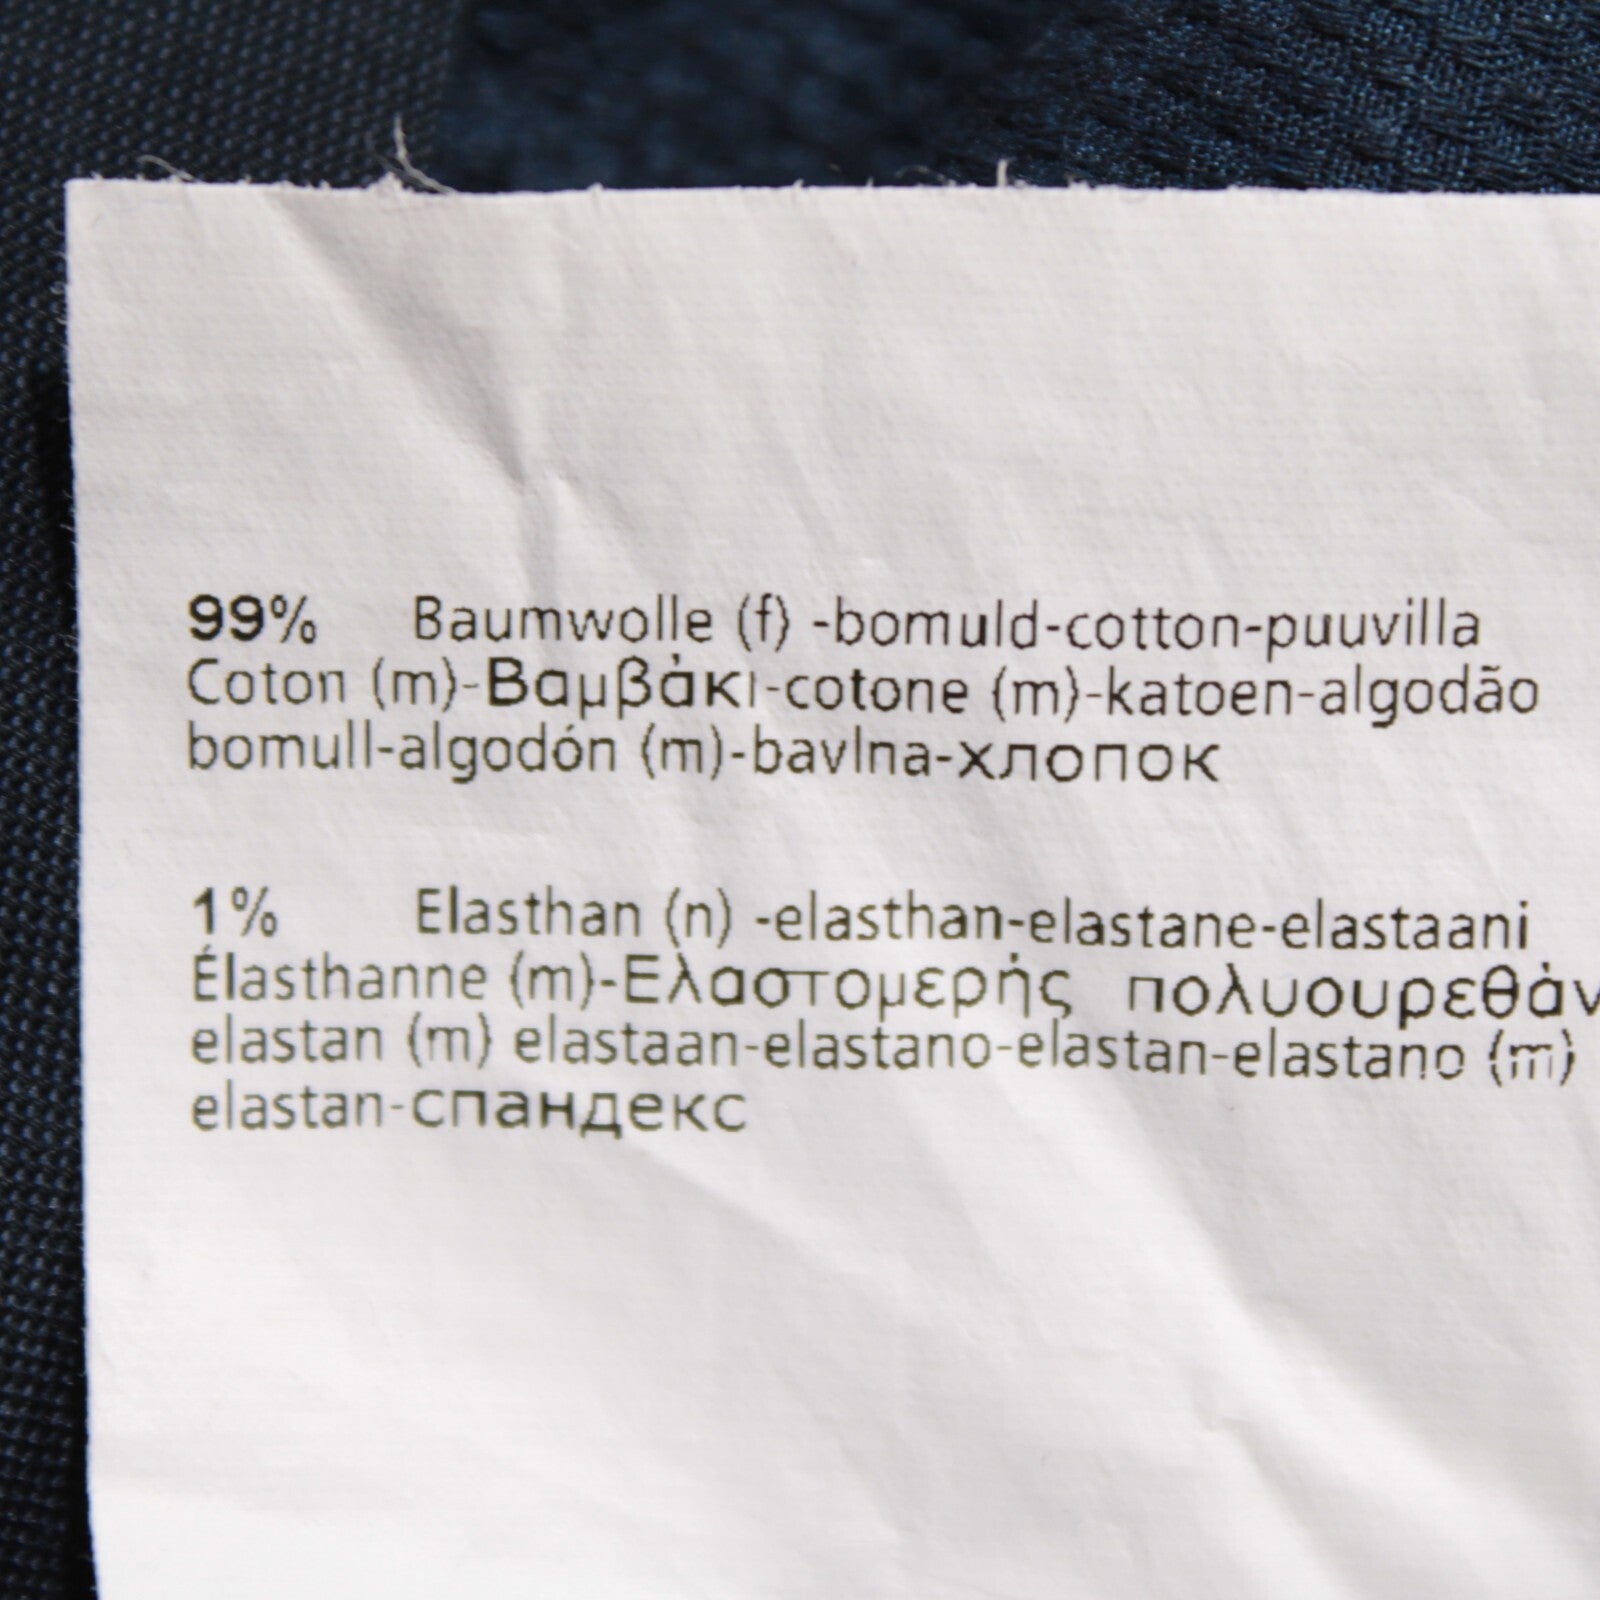 99% Baumwolle (f) -bomuld-cotton-puuvilla
Coton (m)-Βαμβάκι-cotone (m)-katoen-algodão
bomull-algodón (m)-bavlna-хлопок
1% Elasthan (n) -elasthan-elastane-elastaani
Élasthanne (m)-Ελαστομερής πολυουρεθάν
elastan (m) elastaan-elastano-elastan-elastano (m)
elastan-спандекс